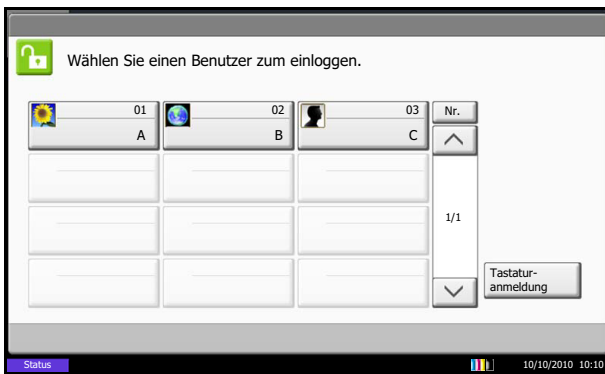 Wählen Sie einen Benutzer zum einloggen.
01
A
02
B
03
C
Nr.
1/1
Tastatur-
anmeldung
Status
10/10/2010 10:10